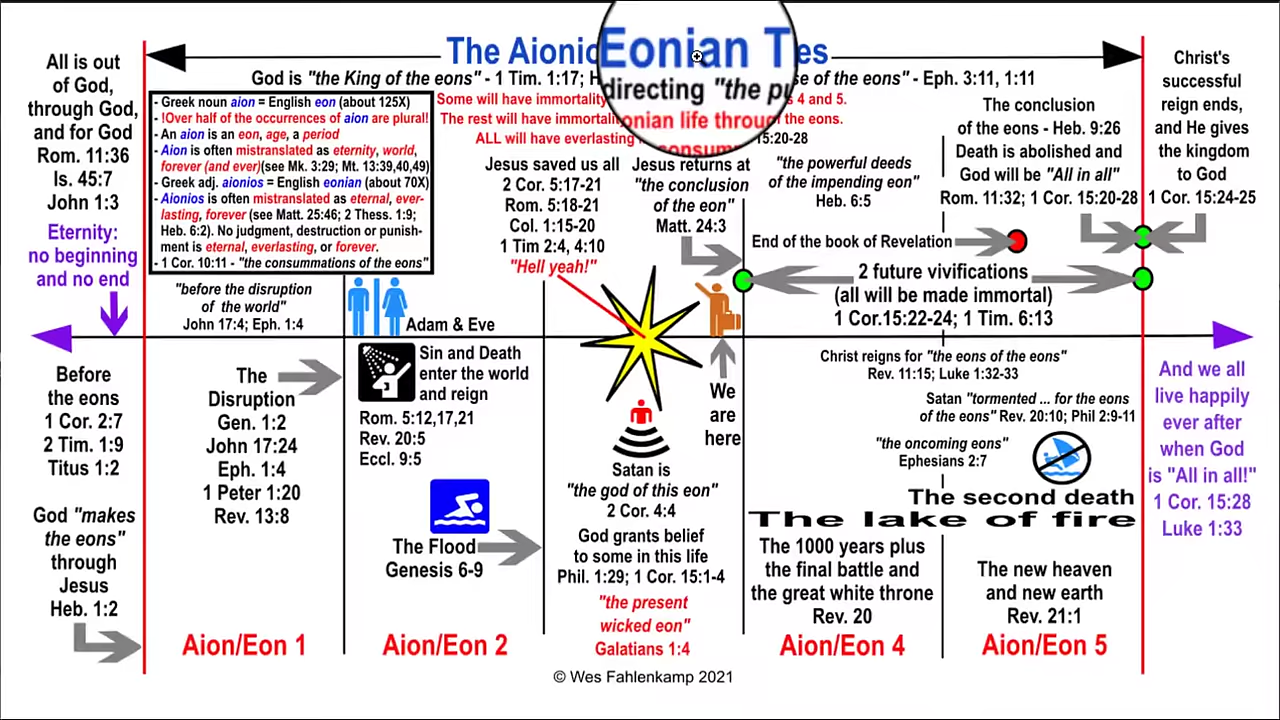 All is out
of God,
through God,
and for God
Rom. 11:36
Is. 45:7
John 1:3
Eternity:
no beginning
and no end
Before
the eons
1 Cor. 2:7
2 Tim. 1:9
Titus 1:2
God "makes
the eons"
through
Jesus
Heb. 1:2
The Aionic
Eonian T
es
God is "the King of the eons" - 1 Tim. 1:17; H
directing "the pu
se of the eons" - Eph. 3:11, 1:11
- Greek noun aion = English eon (about 125X)
- !Over half of the occurrences of aion are plural!
- An aion is an eon, age, a period
- Aion is often mistranslated as eternity, world,
forever (and ever)(see Mk. 3:29; Mt. 13:39,40,49)
- Greek adj. aionios = English eonian (about 70X)
- Aionios is often mistranslated as eternal, ever-
lasting, forever (see Matt. 25:46; 2 Thess. 1:9;
Heb. 6:2). No judgment, destruction or punish-
ment is eternal, everlasting, or forever.
- 1 Cor. 10:11 - "the consummations of the eons"
Some will have immortality
s 4 and 5.
The rest will have immortali
onian life throug
the eons.
ALL will have everlasting
consum
15:20-28
"before the disruption
of the world"
John 17:4; Eph. 1:4
The
Disruption
Gen. 1:2
John 17:24
Eph. 1:4
1 Peter 1:20
Rev. 13:8
Aion/Eon 1
Adam & Eve
Sin and Death
enter the world
and reign
Rom. 5:12,17,21
Rev. 20:5
Eccl. 9:5
The Flood
Genesis 6-9
Aion/Eon 2
Jesus saved us all
2 Cor. 5:17-21
Rom. 5:18-21
Col. 1:15-20
1 Tim 2:4, 4:10
"Hell yeah!"
Jesus returns at
"the conclusion
of the eon"
Matt. 24:3
We
are
here
Satan is
"the god of this eon"
2 Cor. 4:4
God grants belief
to some in this life
Phil. 1:29; 1 Cor. 15:1-4
"the present
wicked eon"
Galatians 1:4
"the powerful deeds
of the impending eon"
Heb. 6:5
The conclusion
of the eons - Heb. 9:26
Death is abolished and
God will be "All in all"
Rom. 11:32; 1 Cor. 15:20-28
End of the book of Revelation
2 future vivifications
(all will be made immortal)
1 Cor.15:22-24; 1 Tim. 6:13
Christ reigns for "the eons of the eons"
Rev. 11:15; Luke 1:32-33
Satan "tormented ... for the eons
of the eons" Rev. 20:10; Phil 2:9-11
"the oncoming eons"
Ephesians 2:7
The second death
The lake of fire
The 1000 years plus
the final battle and
the great white throne
Rev. 20
Aion/Eon 4
The new heaven
and new earth
Rev. 21:1
Aion/Eon 5
Christ's
successful
reign ends,
and He gives
the kingdom
to God
1 Cor. 15:24-25
And we all
live happily
ever after
when God
is "All in all!"
1 Cor. 15:28
Luke 1:33
© Wes Fahlenkamp 2021